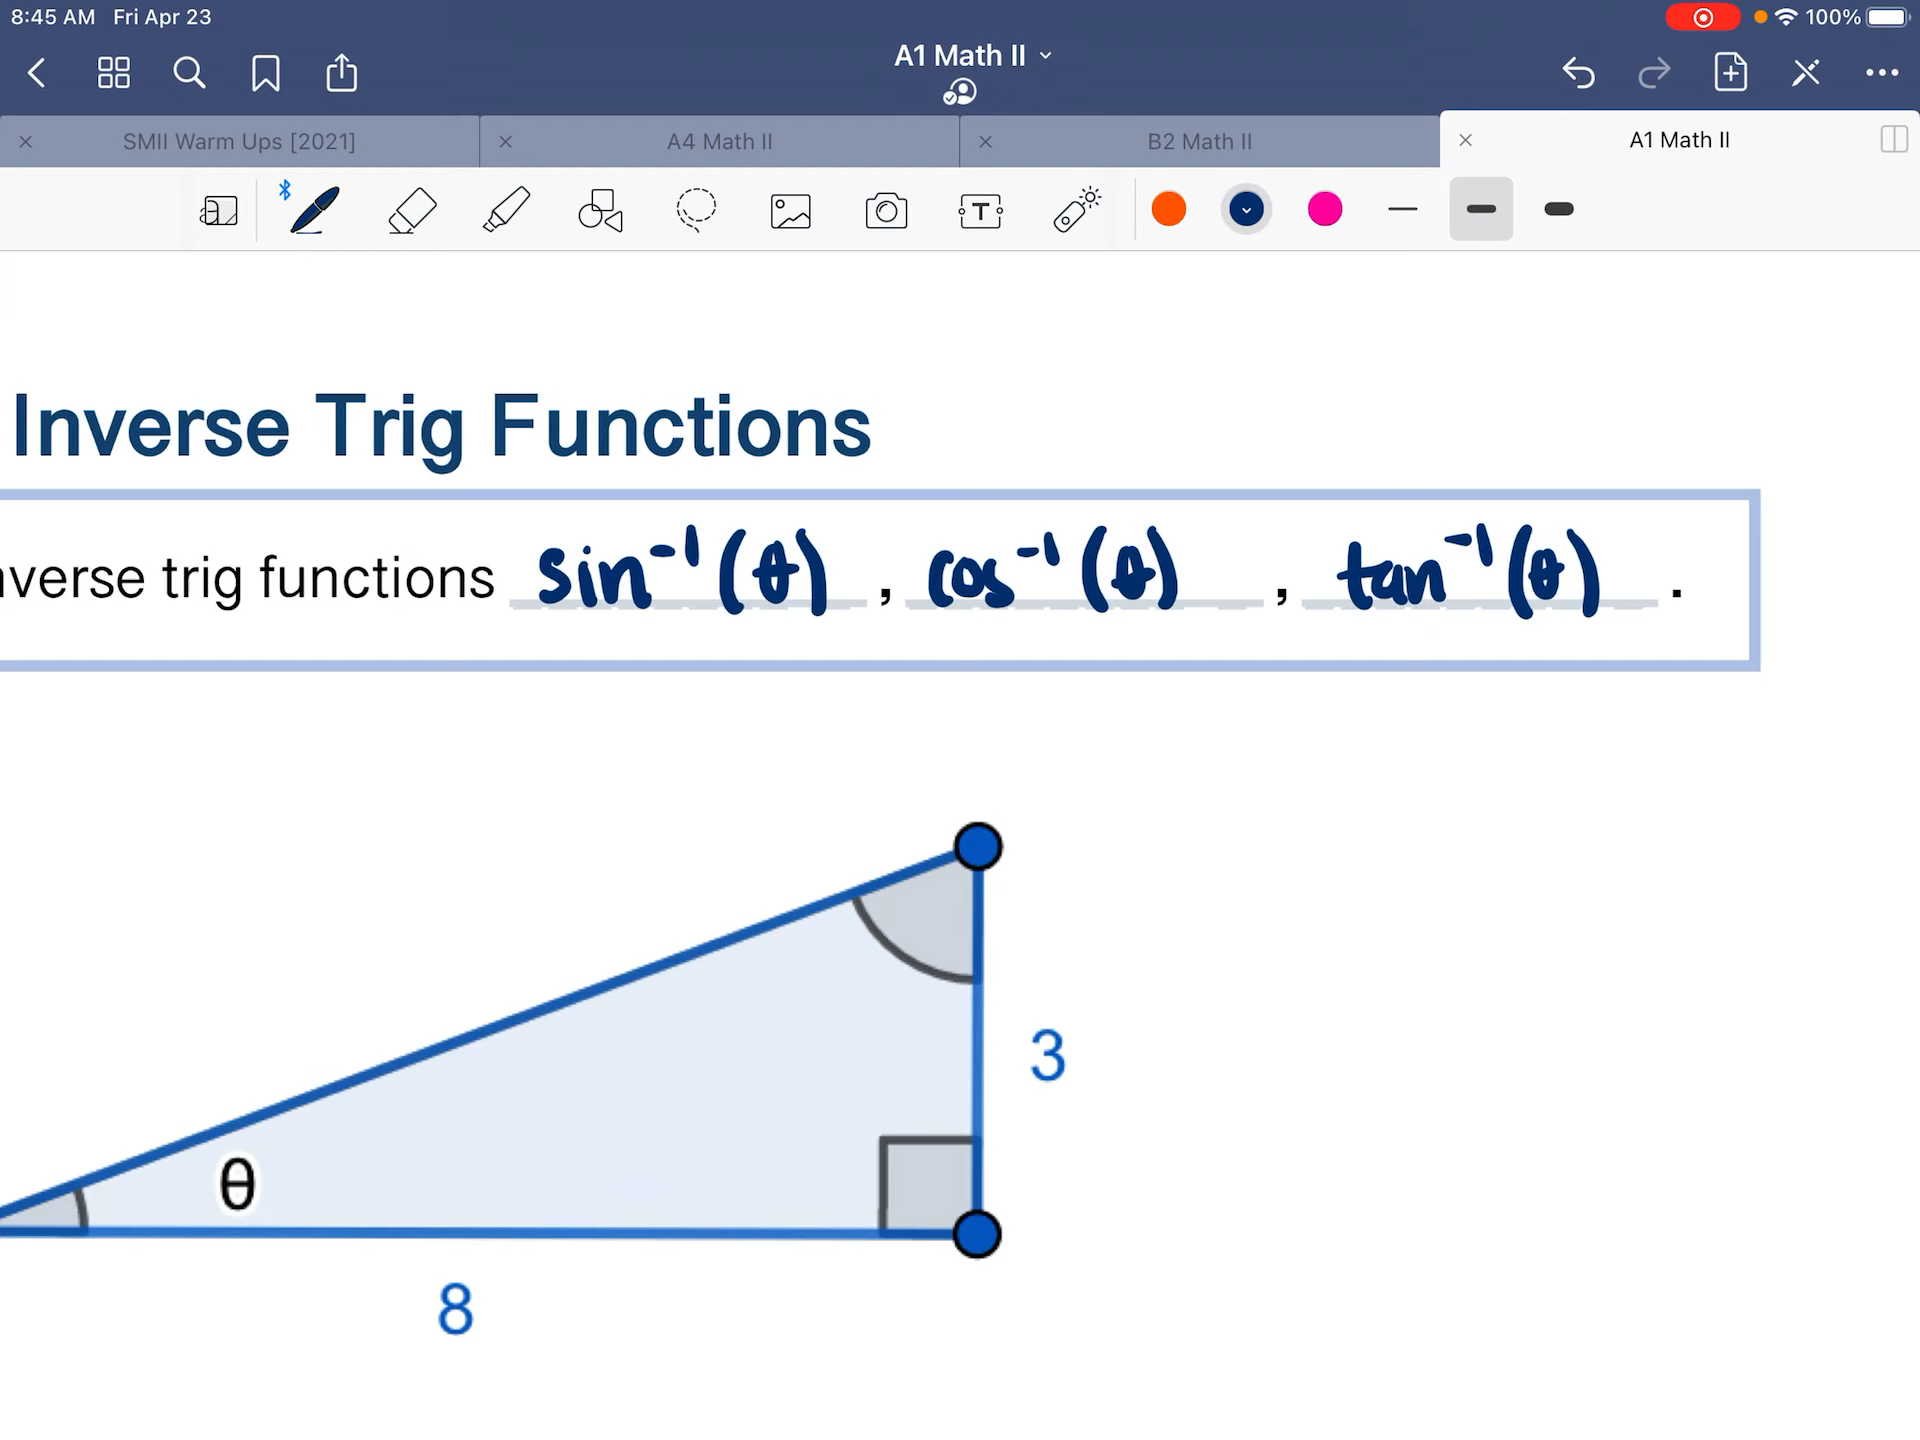 8:45 AM Fri Apr 23
100%
A1 Math II
SMII Warm Ups [2021]
A4 Math II
B2 Math II
A1 Math II
Inverse Trig Functions
nverse trig functions sin⁻¹(θ) , cos⁻¹(θ) , tan⁻¹(θ) .
3
θ
8